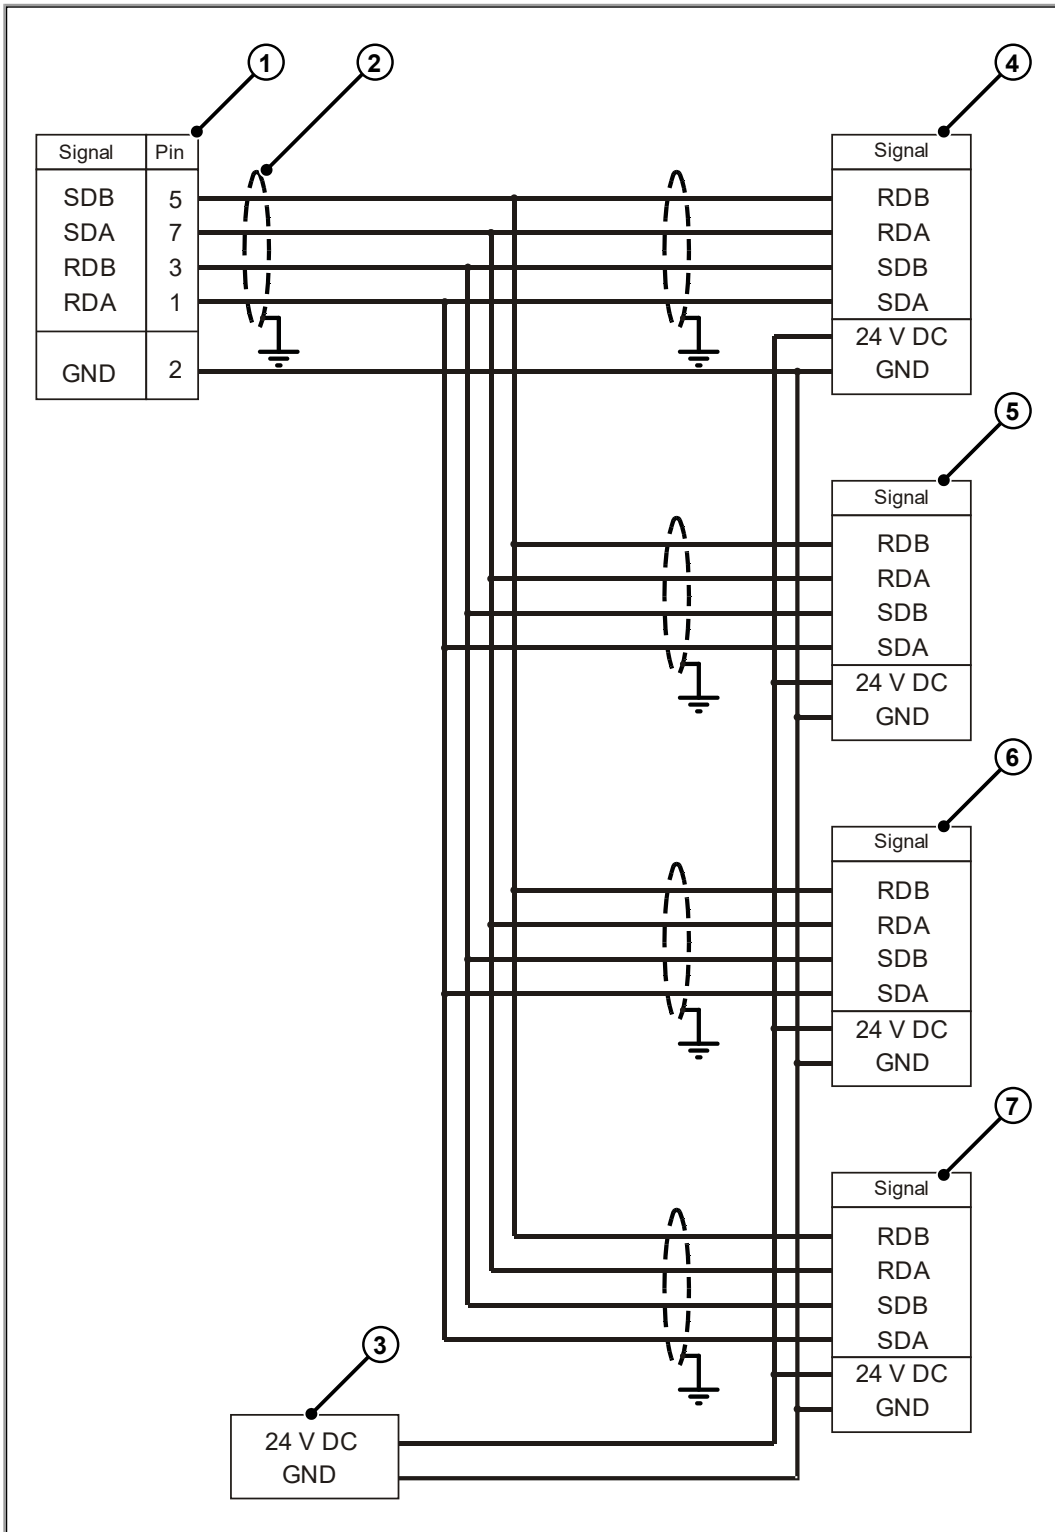 1
2
4
Signal Pin
SDB 5
SDA 7
RDB 3
RDA 1
GND 2
Signal
RDB
RDA
SDB
SDA
24 V DC
GND
5
Signal
RDB
RDA
SDB
SDA
24 V DC
GND
6
Signal
RDB
RDA
SDB
SDA
24 V DC
GND
7
Signal
RDB
RDA
SDB
SDA
24 V DC
GND
3
24 V DC
GND